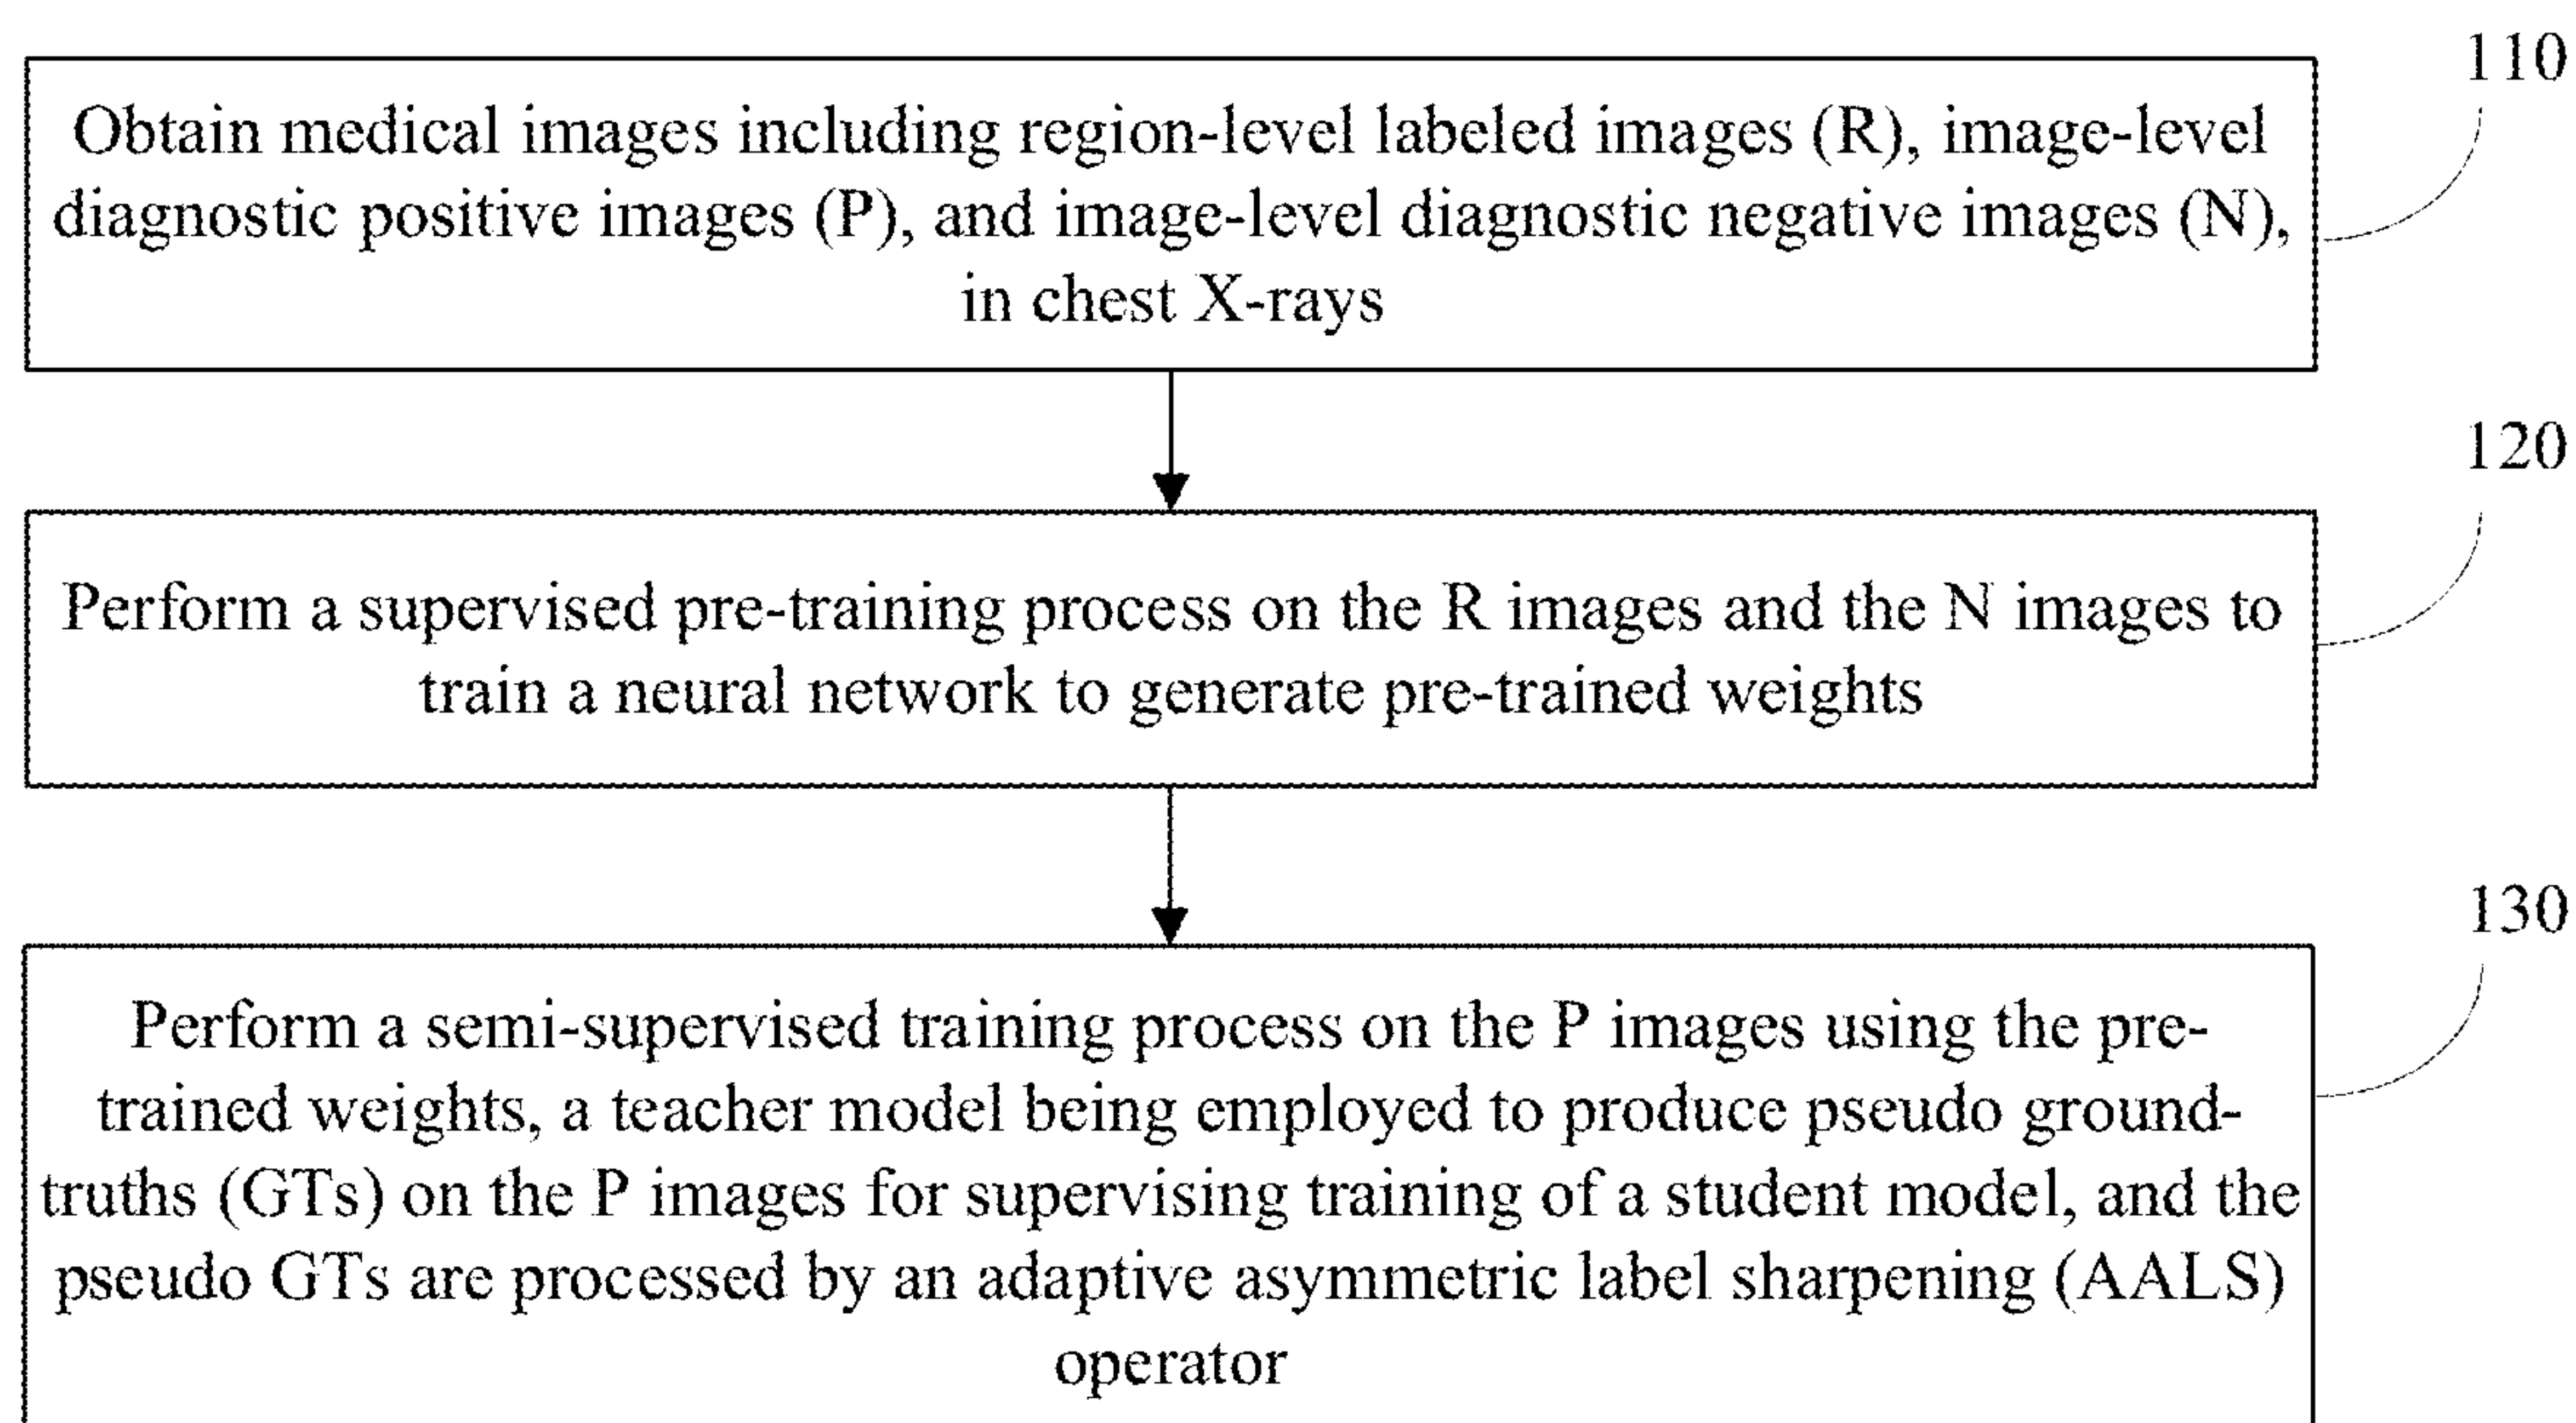 110
Obtain medical images including region-level labeled images (R), image-level
diagnostic positive images (P), and image-level diagnostic negative images (N),
in chest X-rays
120
Perform a supervised pre-training process on the R images and the N images to
train a neural network to generate pre-trained weights
130
Perform a semi-supervised training process on the P images using the pre-
trained weights, a teacher model being employed to produce pseudo ground-
truths (GTs) on the P images for supervising training of a student model, and the
pseudo GTs are processed by an adaptive asymmetric label sharpening (AALS)
operator